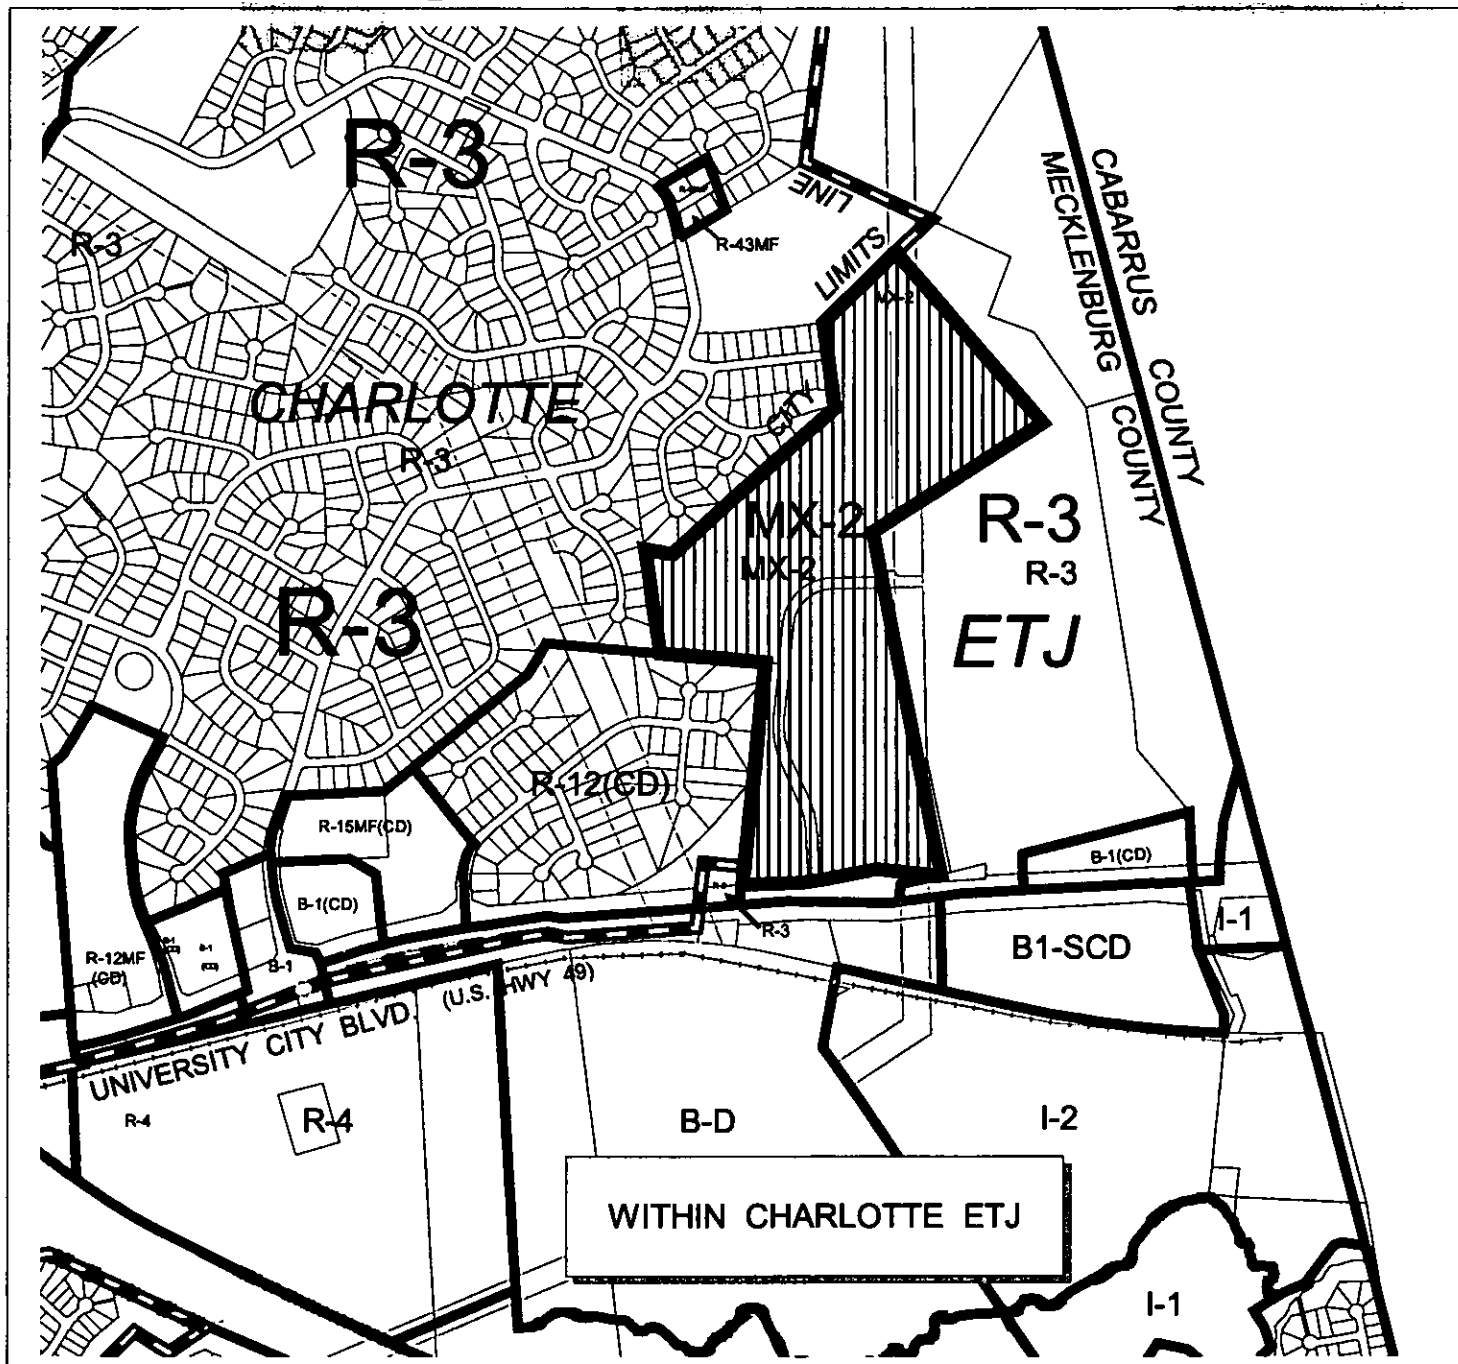 R-3
R-43MF
LINE
LIMITS
CITY
MX-2
CABARRUS COUNTY
MECKLENBURG COUNTY
R-3
CHARLOTTE
R-3
MX-2
MX-2
R-3
R-3
ETJ
R-3
R-12(CD)
R-15MF(CD)
B-1(CD)
B-1(CD)
R-12MF
(CD)
B-1
R-3
B1-SCD
I-1
UNIVERSITY CITY BLVD. (U.S. HWY 49)
R-4
R-4
B-D
I-2
WITHIN CHARLOTTE ETJ
I-1